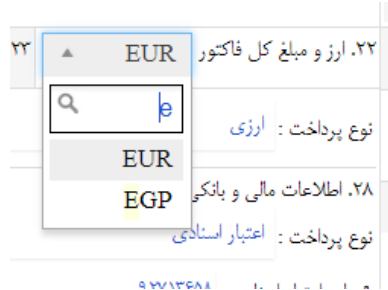 ۲۲. ارز و مبلغ کل فاکتور EUR ۲۳
e
نوع پرداخت : ارزی
EUR
۲۸. اطلاعات مالی و بانکی
EGP
نوع پرداخت : اعتبار اسنادی